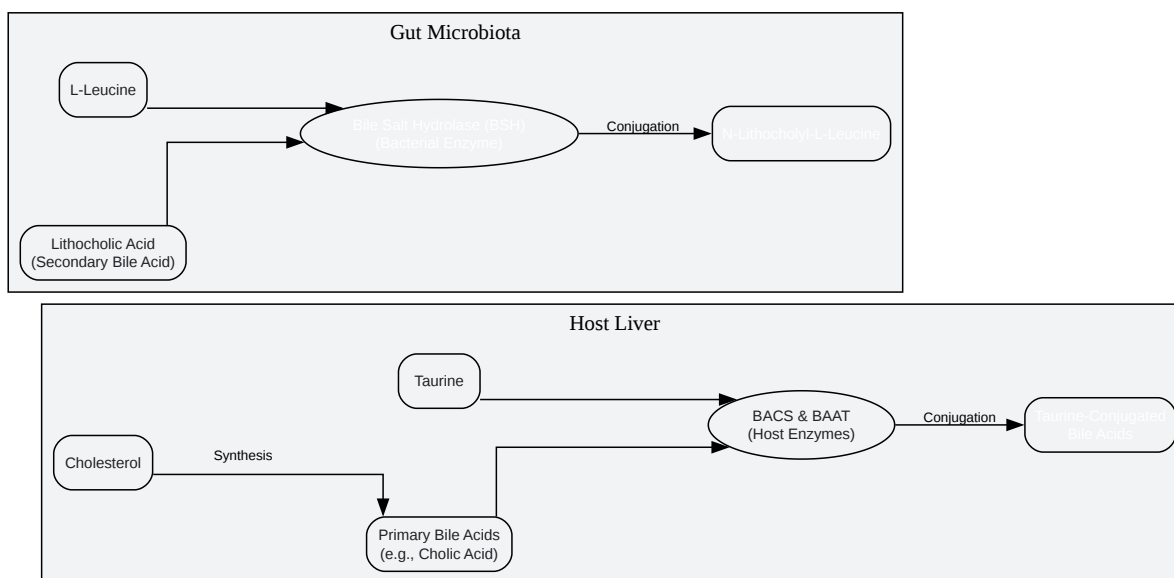 Gut Microbiota
L-Leucine
Bile Salt Hydrolase (BSH)
(Bacterial Enzyme)
Conjugation
N-Lithocholyl-L-Leucine
Lithocholic Acid
(Secondary Bile Acid)
Host Liver
Taurine
BACS & BAAT
(Host Enzymes)
Conjugation
Taurine-Conjugated
Bile Acids
Cholesterol
Synthesis
Primary Bile Acids
(e.g., Cholic Acid)